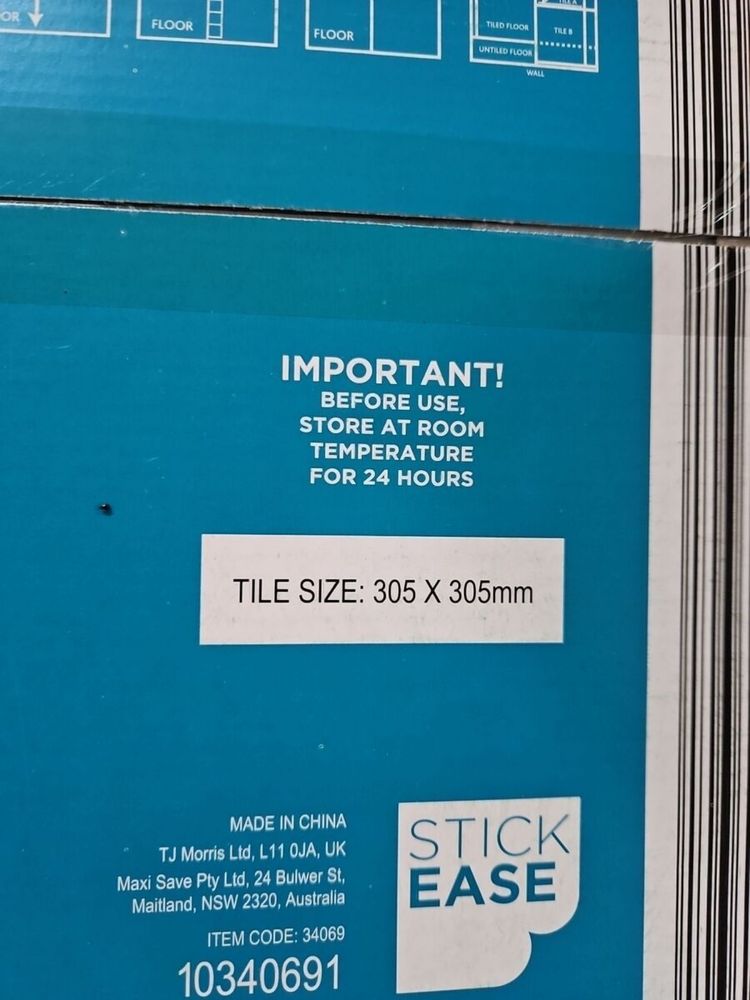 OR
FLOOR
FLOOR
TILE A
TILED FLOOR
TILE B
UNTILED FLOOR
WALL
IMPORTANT!
BEFORE USE,
STORE AT ROOM
TEMPERATURE
FOR 24 HOURS
TILE SIZE: 305 X 305mm
MADE IN CHINA
TJ Morris Ltd, L11 0JA, UK
Maxi Save Pty Ltd, 24 Bulwer St,
Maitland, NSW 2320, Australia
ITEM CODE: 34069
10340691
STICK
EASE